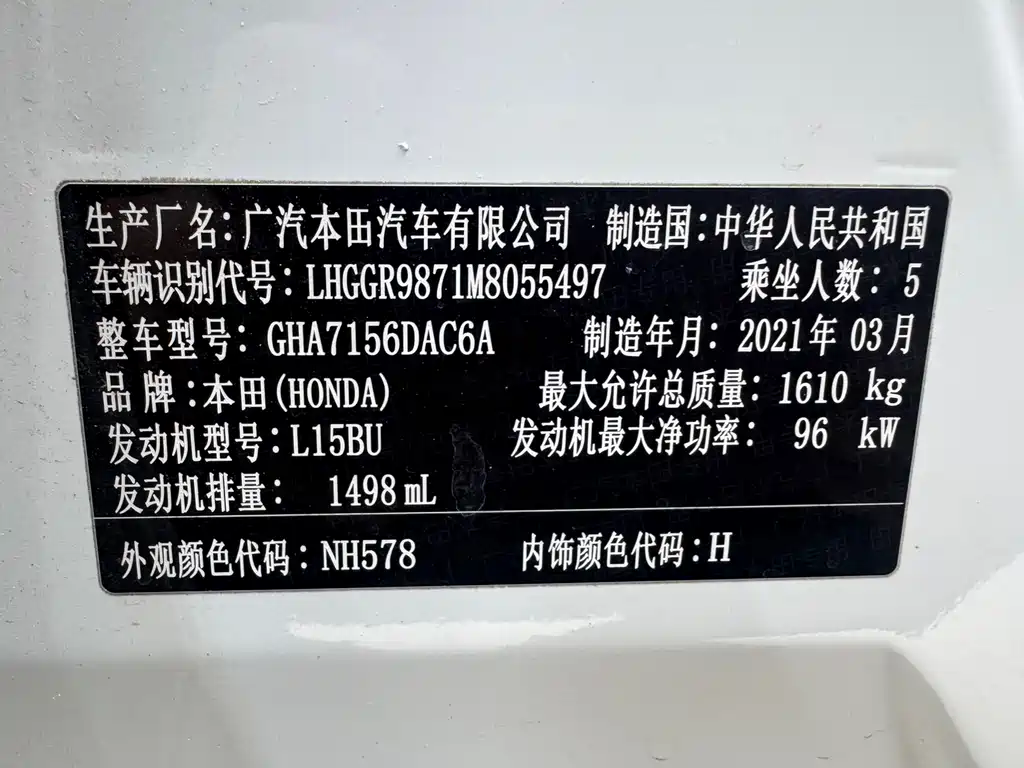 生产厂名:广汽本田汽车有限公司 制造国:中华人民共和国
车辆识别代号:LHGGR9871M8055497 乘坐人数:5
整车型号:GHA7156DAC6A 制造年月:2021年 03月
品 牌:本田(HONDA) 最大允许总质量:1610 kg
发动机型号:L15BU 发动机最大净功率: 96 kW
发动机排量: 1498 mL
外观颜色代码:NH578 内饰颜色代码:H